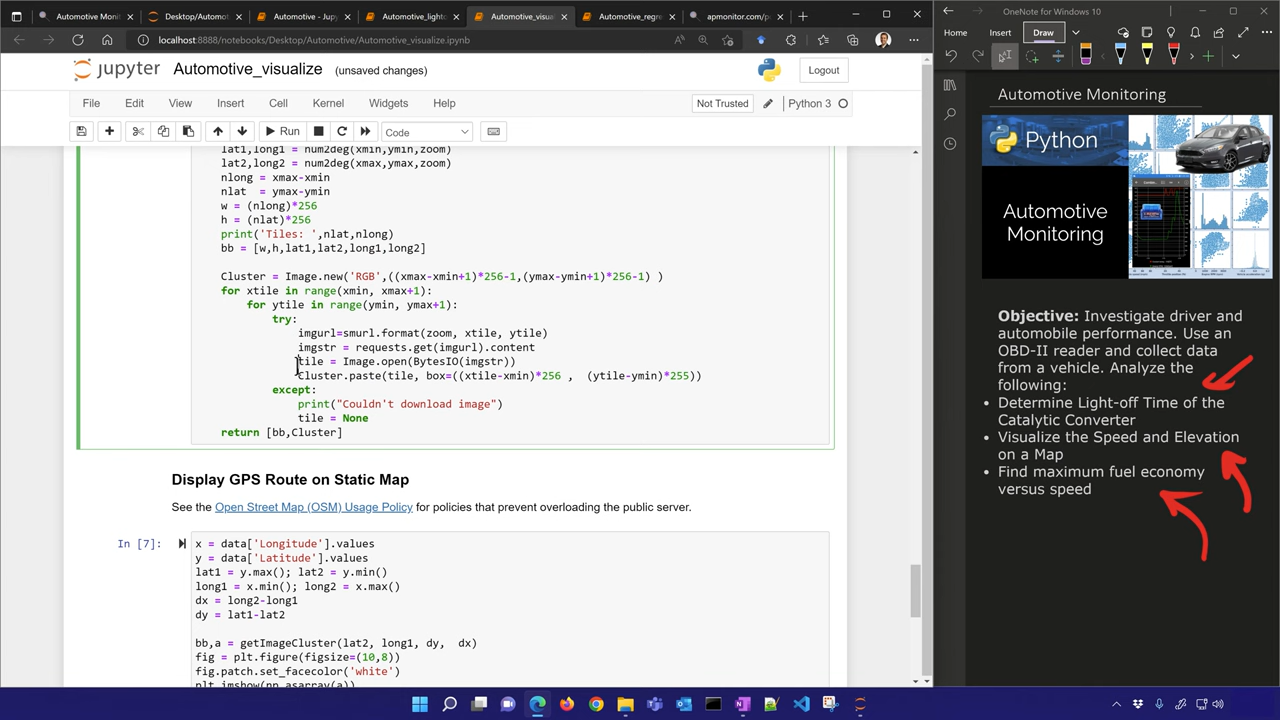 Automotive Monit
Desktop/Automot
Automotive - Jupy
Automotive_lighto
Automotive_visua
Automotive_regre
apmonitor.com/p
localhost:8888/notebooks/Desktop/Automotive/Automotive_visualize.ipynb
jupyter Automotive_visualize (unsaved changes)
Logout
File Edit View Insert Cell Kernel Widgets Help
Not Trusted
Python 3
Run
Code
lat1,long1 = num2deg(xmin,ymin,zoom)
lat2,long2 = num2deg(xmax,ymax,zoom)
nlong = xmax-xmin
nlat  = ymax-ymin
w = (nlong)*256
h = (nlat)*256
print('Tiles: ',nlat,nlong)
bb = [w,h,lat1,lat2,long1,long2]
Cluster = Image.new('RGB',((xmax-xmin+1)*256-1,(ymax-ymin+1)*256-1) )
for xtile in range(xmin, xmax+1):
for ytile in range(ymin, ymax+1):
try:
imgurl=smurl.format(zoom, xtile, ytile)
imgstr = requests.get(imgurl).content
tile = Image.open(BytesIO(imgstr))
Cluster.paste(tile, box=((xtile-xmin)*256 ,  (ytile-ymin)*255))
except:
print("Couldn't download image")
tile = None
return [bb,Cluster]
Display GPS Route on Static Map
See the Open Street Map (OSM) Usage Policy for policies that prevent overloading the public server.
In [7]:
x = data['Longitude'].values
y = data['Latitude'].values
lat1 = y.max(); lat2 = y.min()
long1 = x.min(); long2 = x.max()
dx = long2-long1
dy = lat1-lat2
bb,a = getImageCluster(lat2, long1, dy,  dx)
fig = plt.figure(figsize=(10,8))
fig.patch.set_facecolor('white')
plt.imshow(np.asarray(a))
OneNote for Windows 10
Home Insert Draw
Automotive Monitoring
Python
Automotive
Monitoring
Objective: Investigate driver and
automobile performance. Use an
OBD-II reader and collect data
from a vehicle. Analyze the
following:
• Determine Light-off Time of the
Catalytic Converter
• Visualize the Speed and Elevation
on a Map
• Find maximum fuel economy
versus speed